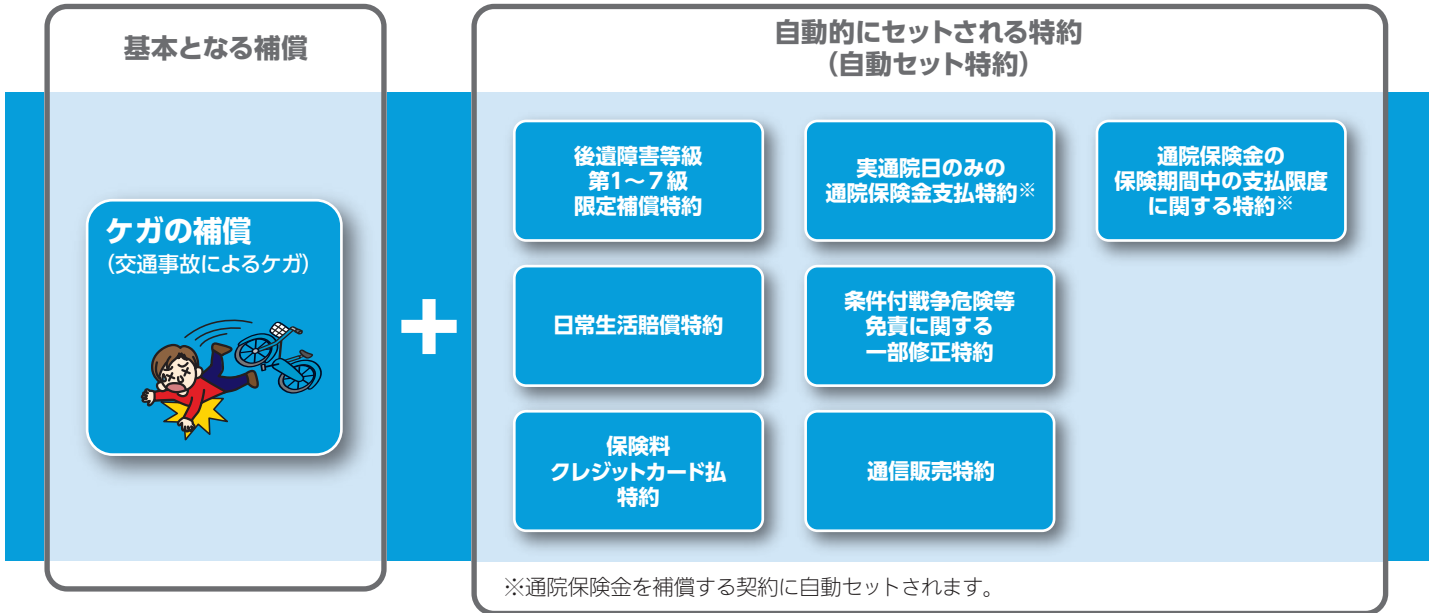 基本となる補償
ケガの補償
（交通事故によるケガ）
＋
自動的にセットされる特約
（自動セット特約）
後遺障害等級
第1～7級
限定補償特約
実通院日のみの
通院保険金支払特約※
通院保険金の
保険期間中の支払限度
に関する特約※
日常生活賠償特約
条件付戦争危険等
免責に関する
一部修正特約
保険料
クレジットカード払
特約
通信販売特約
※通院保険金を補償する契約に自動セットされます。